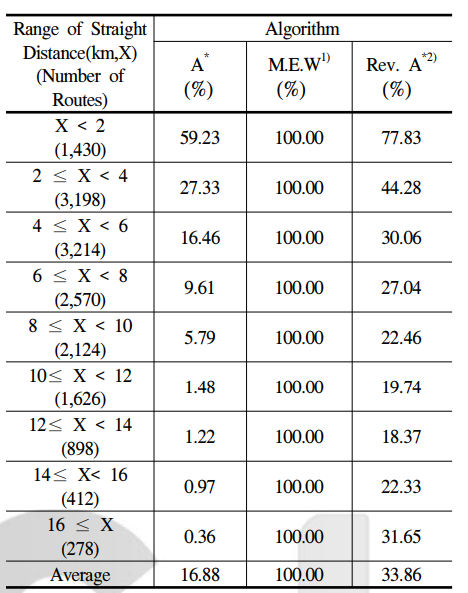 Range of Straight Distance(km,X) (Number of Routes) Algorithm
A* (%) M.E.W1) (%) Rev. A*2) (%)
X < 2
(1,430) 59.23 100.00 77.83
2 ≤ X < 4
(3,198) 27.33 100.00 44.28
4 ≤ X < 6
(3,214) 16.46 100.00 30.06
6 ≤ X < 8
(2,570) 9.61 100.00 27.04
8 ≤ X < 10
(2,124) 5.79 100.00 22.46
10≤ X < 12
(1,626) 1.48 100.00 19.74
12≤ X < 14
(898) 1.22 100.00 18.37
14≤ X< 16
(412) 0.97 100.00 22.33
16 ≤ X
(278) 0.36 100.00 31.65
Average 16.88 100.00 33.86